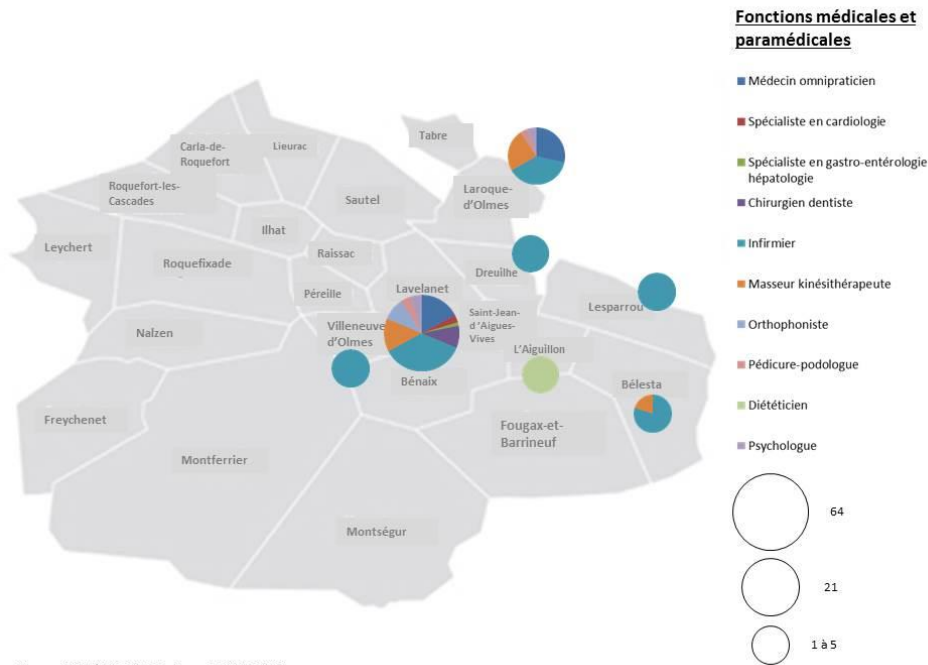 Fonctions médicales et
paramédicales
Médecin omnipraticien
Spécialiste en cardiologie
Spécialiste en gastro-entérologie
hépatologie
Chirurgien dentiste
Infirmier
Masseur kinésithérapeute
Orthophoniste
Pédicure-podologue
Diététicien
Psychologue
64
21
1 à 5
Tabre
Carla-de-
Roquefort
Lieurac
Roquefort-les-
Cascades
Sautel
Laroque-
d'Olmes
Ilhat
Leychert
Roquefixade
Raissac
Dreuilhe
Péreille
Lavelanet
Lesparrou
Nalzen
Villeneuve
d'Olmes
Saint-Jean-
d'Aigues-
Vives
L'Aiguillon
Bénaix
Bélesta
Freychenet
Fougax-et-
Barrineuf
Montferrier
Montségur